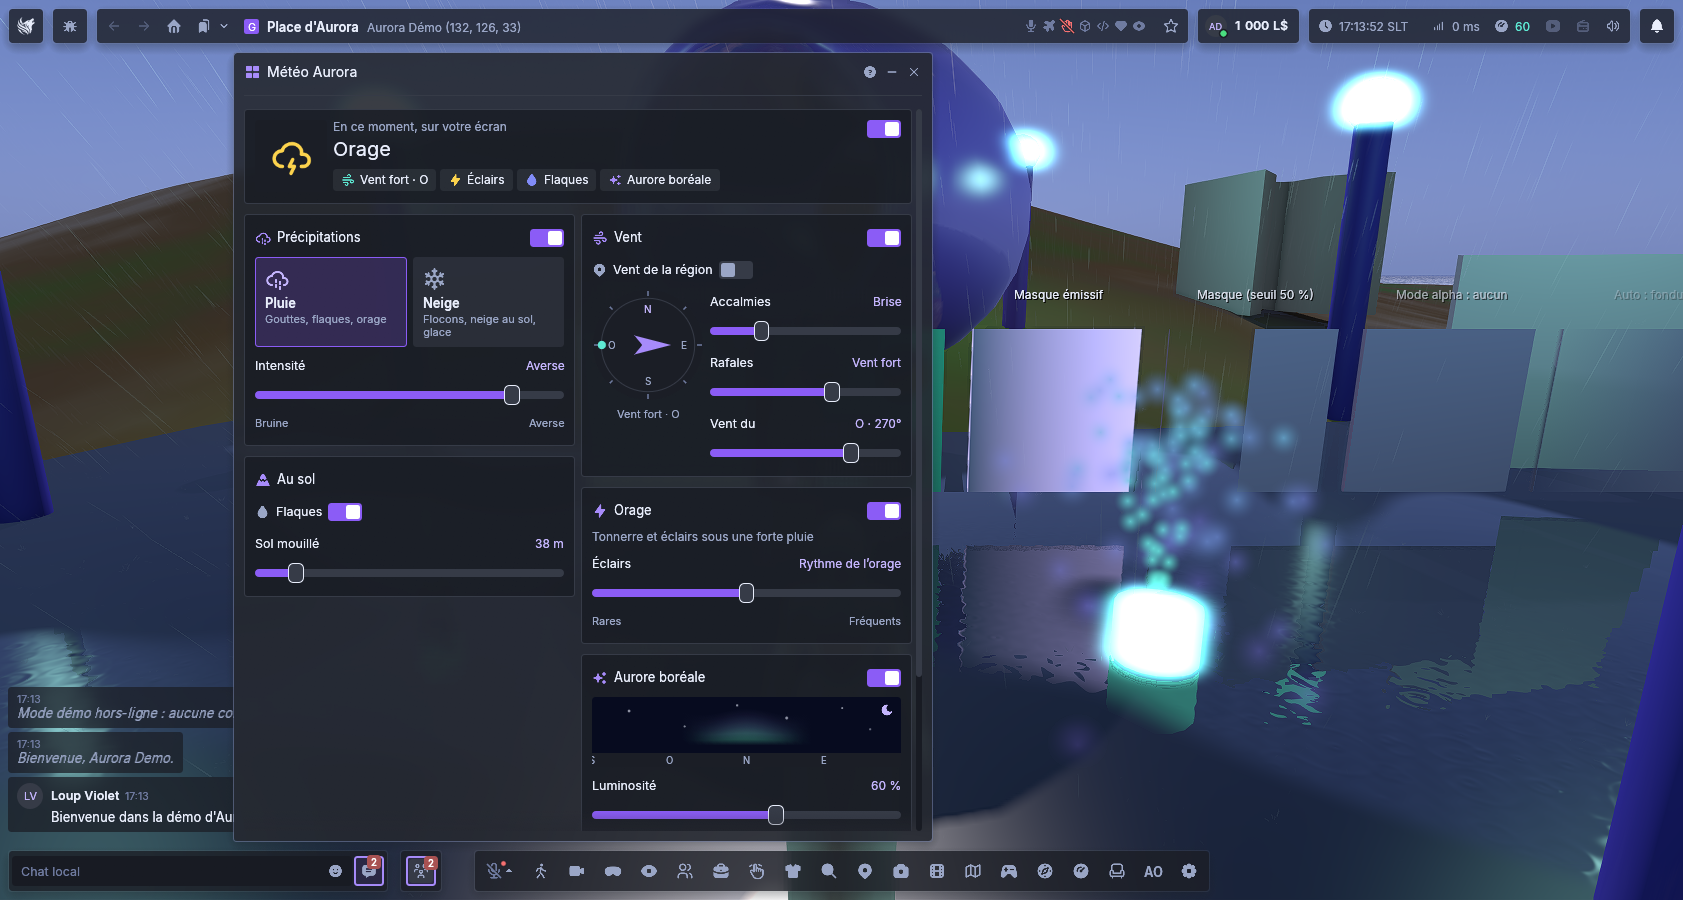 Place d'Aurora Aurora Démo (132, 126, 33)
AD 1 000 L$
17:13:52 SLT 0 ms 60
Météo Aurora
En ce moment, sur votre écran
Orage
Vent fort · O Éclairs Flaques Aurore boréale
Précipitations
Pluie
Gouttes, flaques, orage
Neige
Flocons, neige au sol,
glace
Intensité Averse
Bruine Averse
Au sol
Flaques
Sol mouillé 38 m
Vent
Vent de la région
N
O E
S
Vent fort · O
Accalmies Brise
Rafales Vent fort
Vent du O · 270°
Orage
Tonnerre et éclairs sous une forte pluie
Éclairs Rythme de l'orage
Rares Fréquents
Aurore boréale
S O N E
Luminosité 60 %
Masque émissif
Masque (seuil 50 %)
Mode alpha : aucun
Auto : fondu
17:13
Mode démo hors-ligne : aucune co
17:13
Bienvenue, Aurora Demo.
LV Loup Violet 17:13
Bienvenue dans la démo d'Au
Chat local
2
2
AO